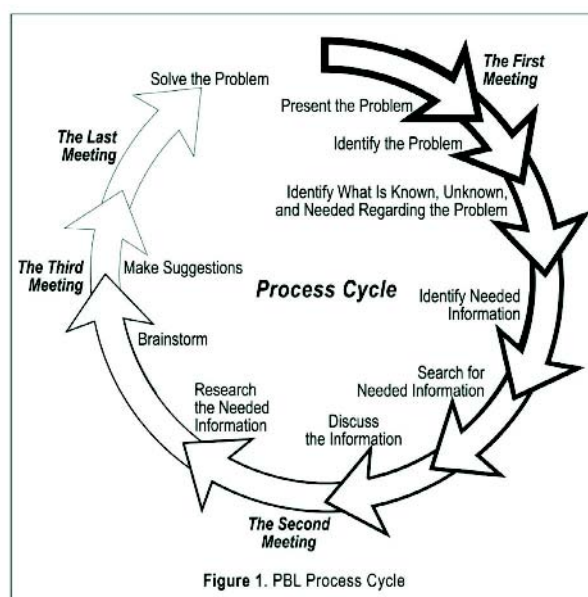 The First
Meeting
Present the Problem
Identify the Problem
Identify What Is Known, Unknown,
and Needed Regarding the Problem
Identify Needed
Information
Search for
Needed Information
Discuss
the Information
The Second
Meeting
Research
the Needed
Information
Brainstorm
The Third
Meeting
Make Suggestions
The Last
Meeting
Solve the Problem
Process Cycle
Figure 1. PBL Process Cycle